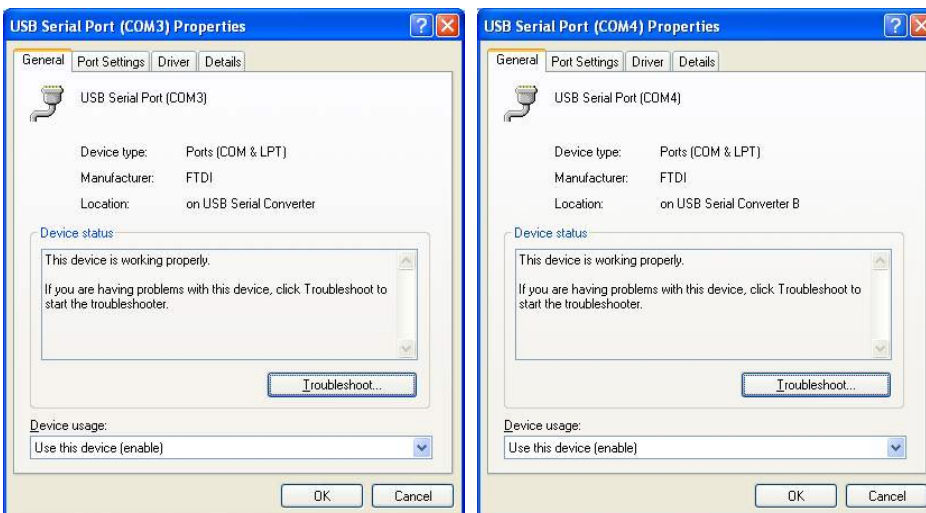 USB Serial Port (COM3) Properties
General Port Settings Driver Details
USB Serial Port (COM3)
Device type: Ports (COM & LPT)
Manufacturer: FTDI
Location: on USB Serial Converter
Device status
This device is working properly.
If you are having problems with this device, click Troubleshoot to
start the troubleshooter.
Troubleshoot...
Device usage:
Use this device (enable)
OK Cancel
USB Serial Port (COM4) Properties
General Port Settings Driver Details
USB Serial Port (COM4)
Device type: Ports (COM & LPT)
Manufacturer: FTDI
Location: on USB Serial Converter B
Device status
This device is working properly.
If you are having problems with this device, click Troubleshoot to
start the troubleshooter.
Troubleshoot...
Device usage:
Use this device (enable)
OK Cancel